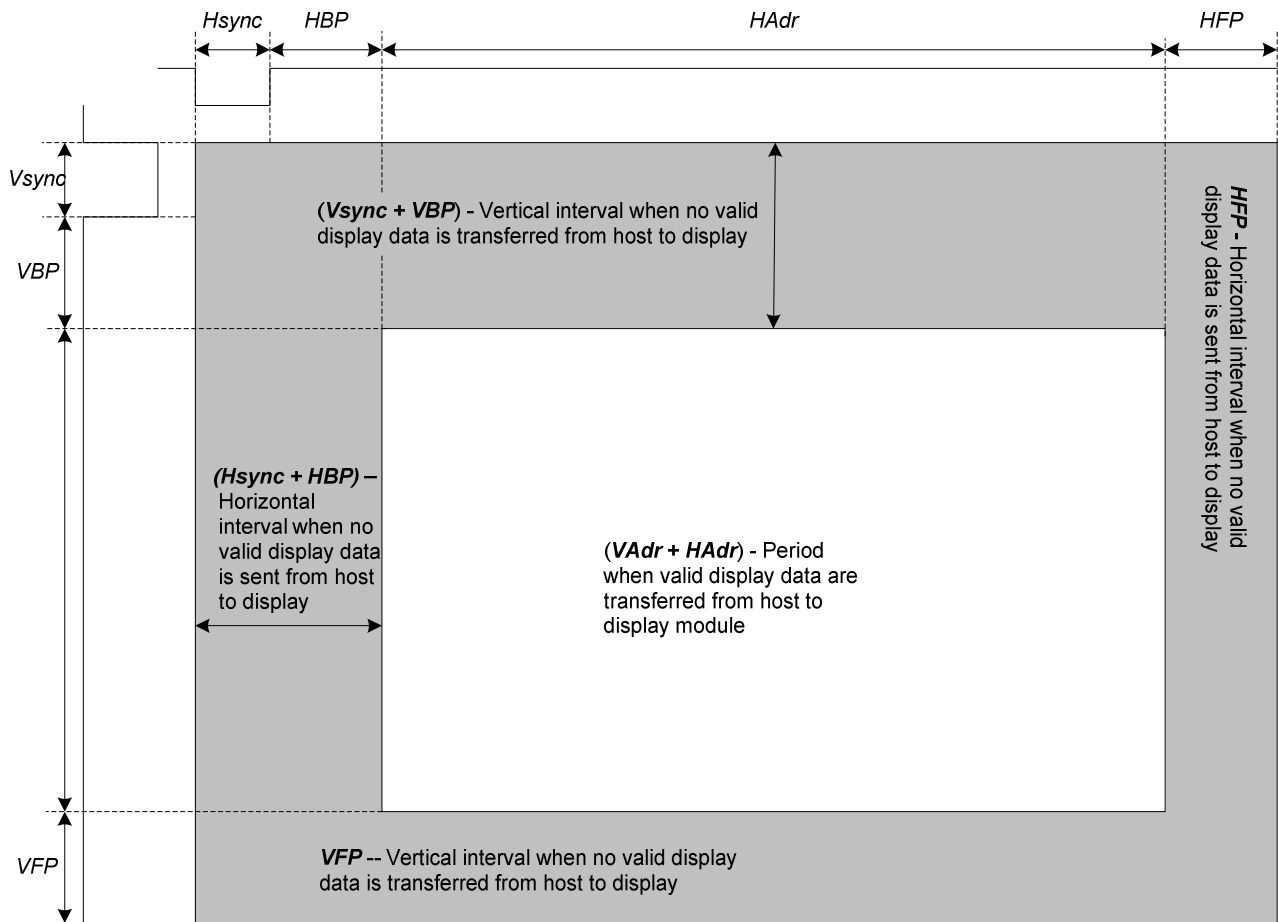 Hsync
HBP
HAdr
HFP
Vsync
VBP
(Vsync + VBP) - Vertical interval when no valid
display data is transferred from host to display
HFP - Horizontal interval when no valid
display data is sent from host to display
(Hsync + HBP) –
Horizontal
interval when no
valid display data
is sent from host
to display
(VAdr + HAdr) - Period
when valid display data are
transferred from host to
display module
VFP
VFP -- Vertical interval when no valid display
data is transferred from host to display